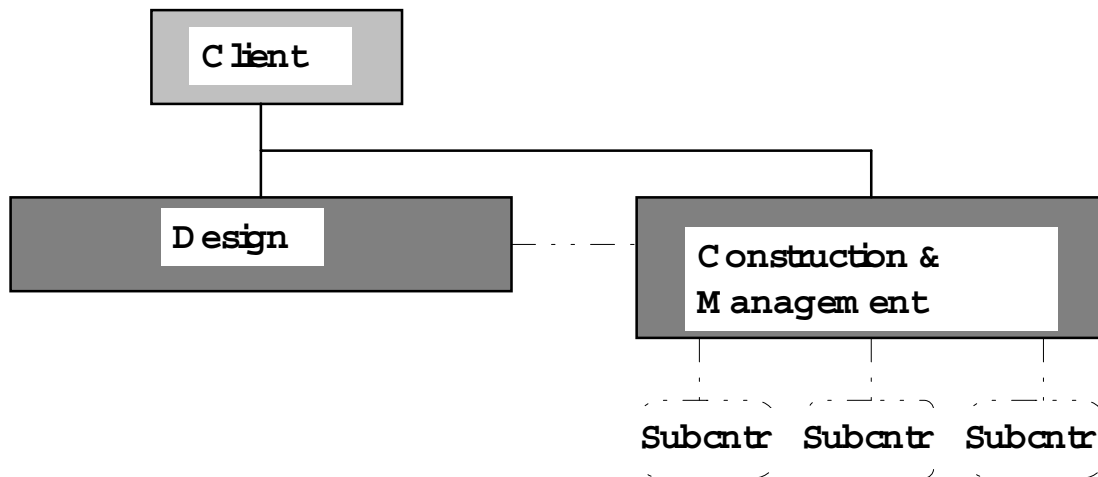 Client
Design
Construction &
Management
Subcntr Subcntr Subcntr